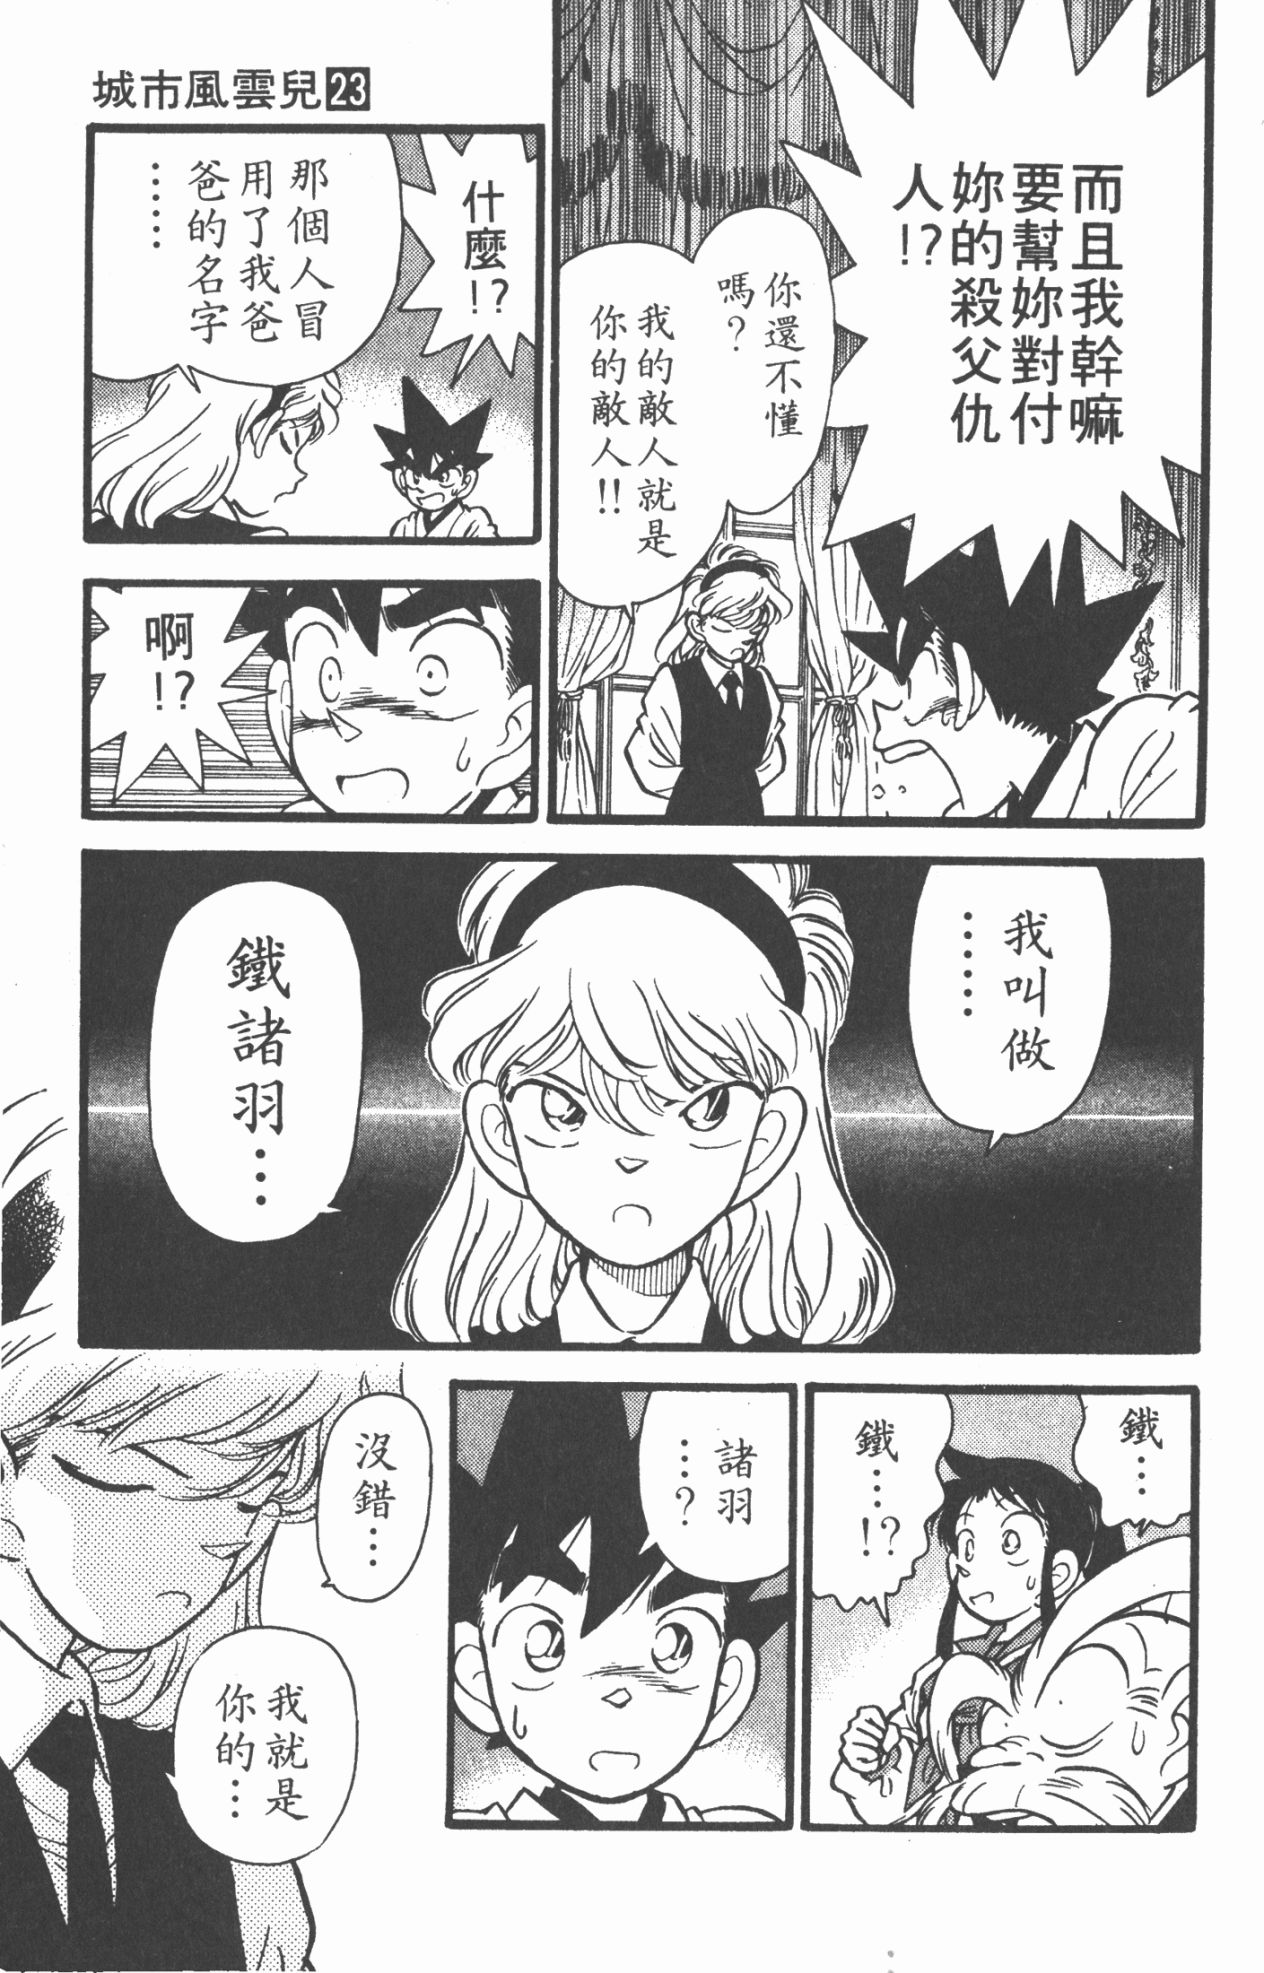 城市風雲兒23
而且我幹嘛
要幫妳對付
妳的殺父仇
人!?
你還不懂
嗎?
我的敵人就是
你的敵人!!
什麼!?
那個人冒
用了我爸
爸的名字
……
啊!?
我叫做
……
鐵諸羽…
鐵…
鐵…!?
諸羽
…?
沒錯…
我就是
你的…